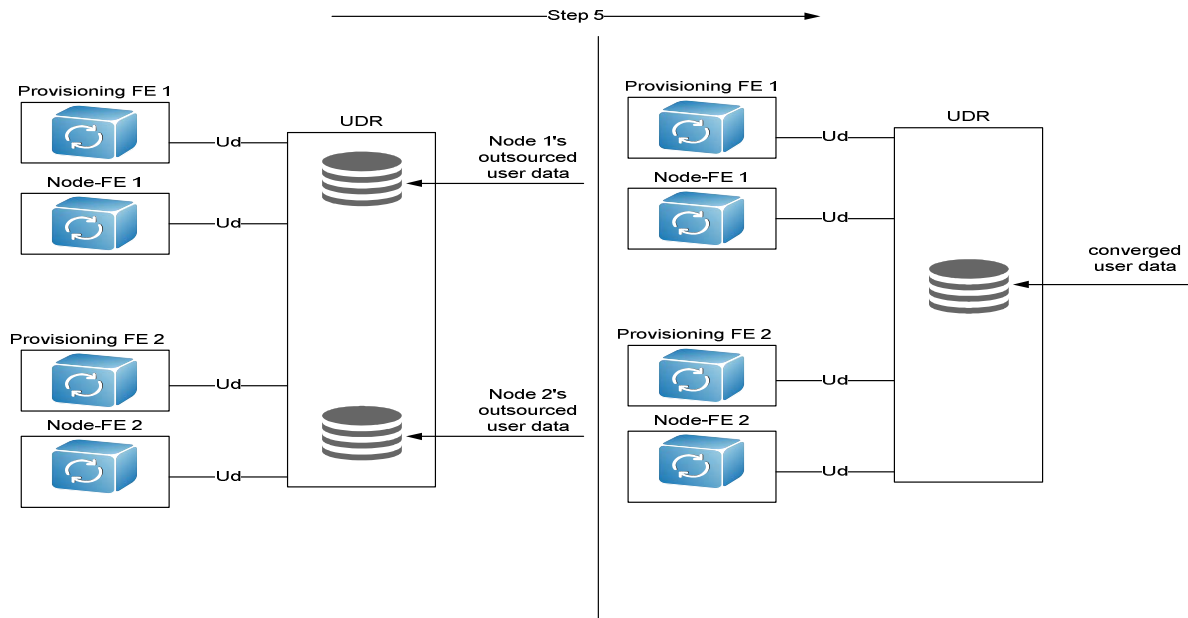 Step 5
Provisioning FE 1
Ud
UDR
Node 1's
outsourced
user data
Node-FE 1
Ud
Provisioning FE 2
Ud
Node 2's
outsourced
user data
Node-FE 2
Ud
Provisioning FE 1
Ud
UDR
Node-FE 1
Ud
converged
user data
Provisioning FE 2
Ud
Node-FE 2
Ud